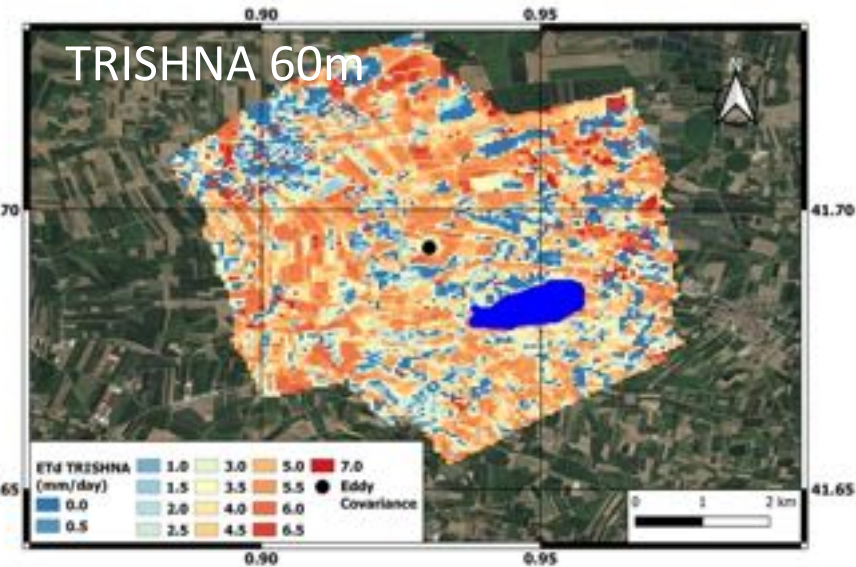 0.90 0.95
TRISHNA 60m
N
70 41.70
ETd TRISHNA 1.0 3.0 5.0 7.0
(mm/day) 1.5 3.5 5.5 Eddy
0.0 2.0 4.0 6.0 Covariance
0.5 2.5 4.5 6.5
0 1 2 km
65 41.65
0.90 0.95